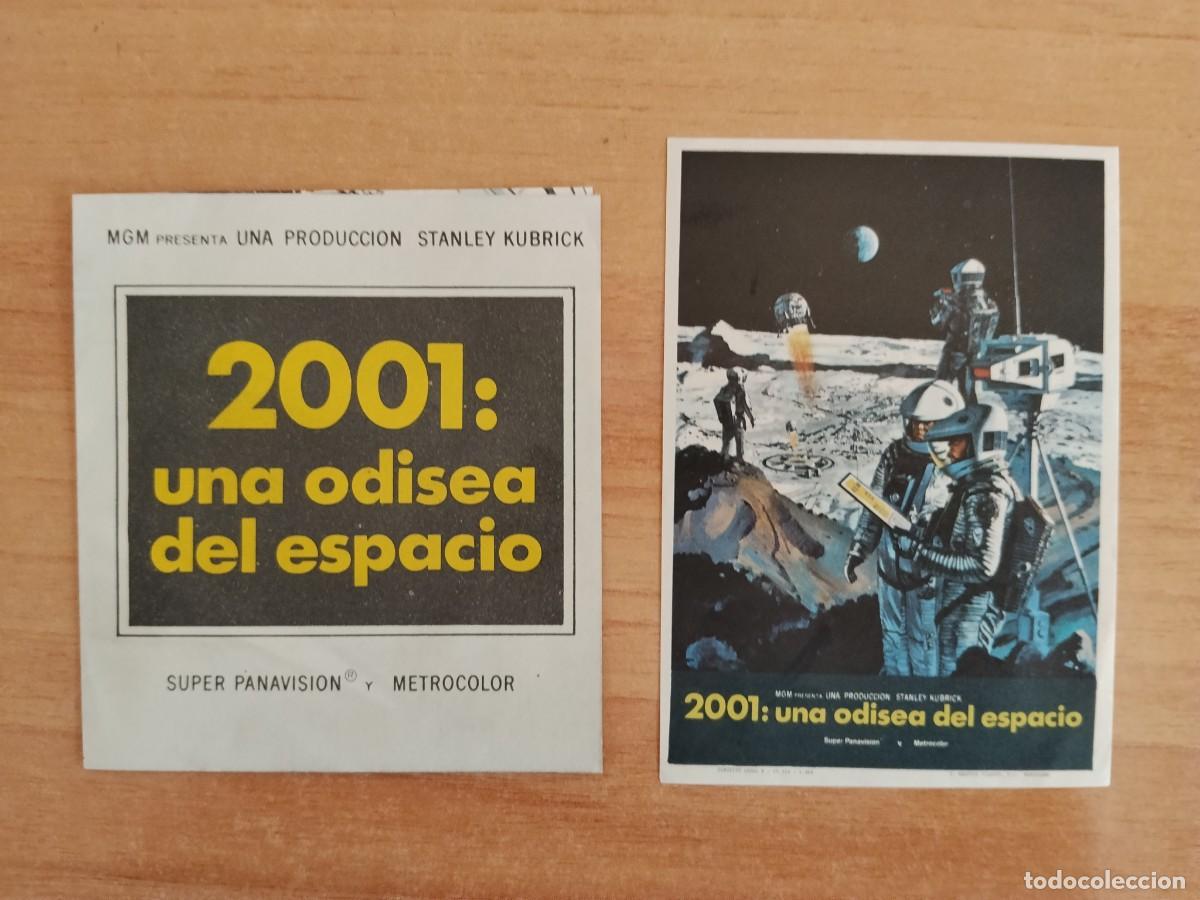 MGM PRESENTA UNA PRODUCCION STANLEY KUBRICK
2001:
una odisea
del espacio
SUPER PANAVISION® Y METROCOLOR
MGM PRESENTA UNA PRODUCCION STANLEY KUBRICK
2001: una odisea del espacio
Super Panavision y Metrocolor
todocoleccion